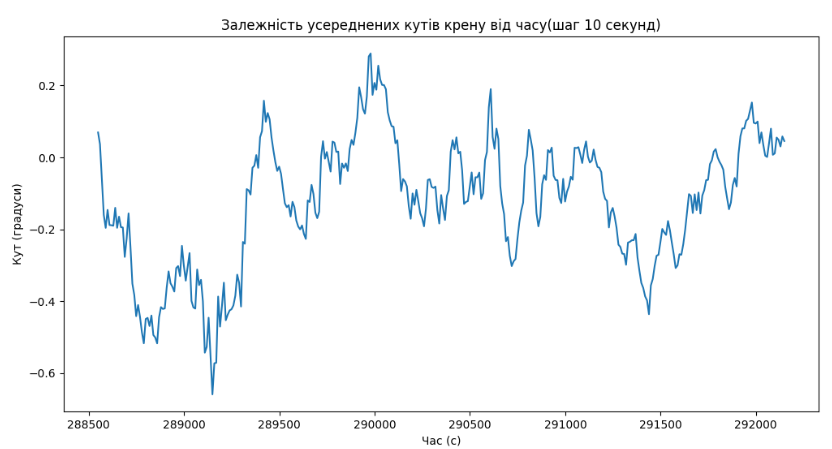 Залежність усереднених кутів крену від часу(шаг 10 секунд)
Кут (градуси)
0.2
0.0
−0.2
−0.4
−0.6
288500 289000 289500 290000 290500 291000 291500 292000
Час (с)